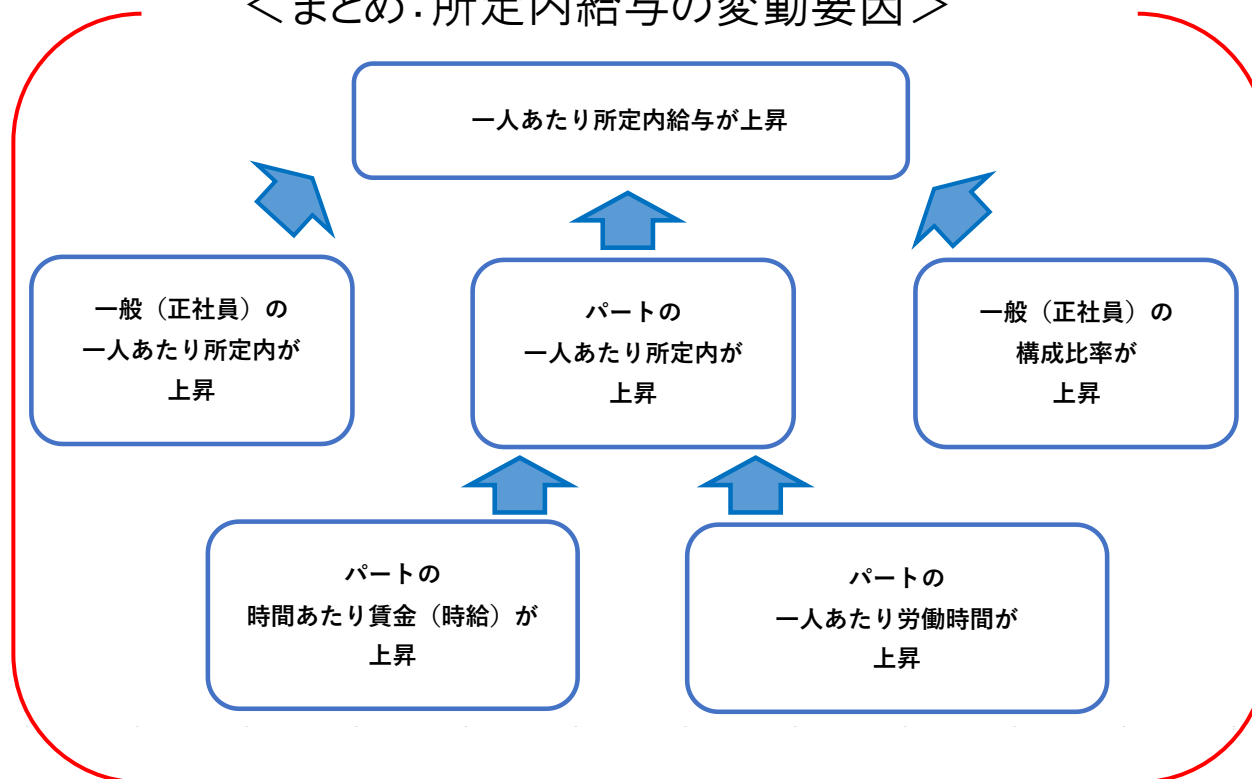 ＜まとめ：所定内給与の変動要因＞
一人あたり所定内給与が上昇
一般（正社員）の
一人あたり所定内が
上昇
パートの
一人あたり所定内が
上昇
一般（正社員）の
構成比率が
上昇
パートの
時間あたり賃金（時給）が
上昇
パートの
一人あたり労働時間が
上昇